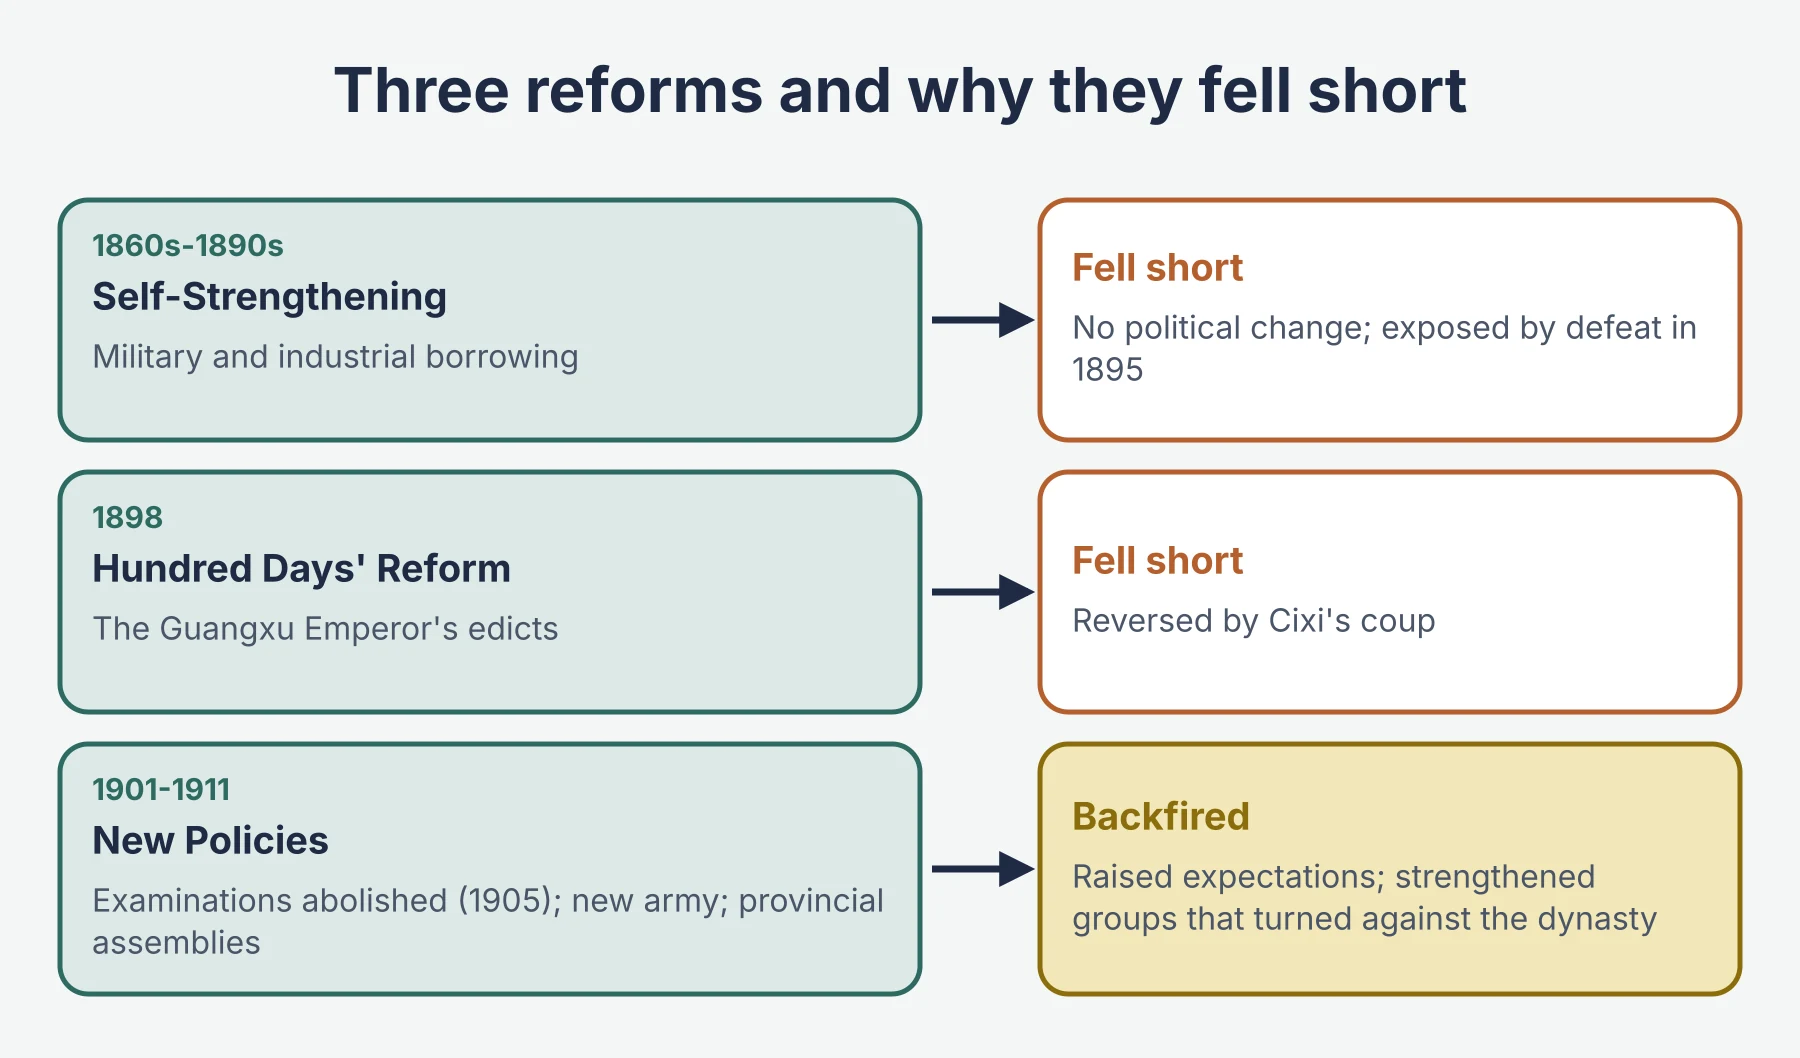 Three reforms and why they fell short
1860s-1890s
Self-Strengthening
Military and industrial borrowing
Fell short
No political change; exposed by defeat in
1895
1898
Hundred Days' Reform
The Guangxu Emperor's edicts
Fell short
Reversed by Cixi's coup
1901-1911
New Policies
Examinations abolished (1905); new army; provincial
assemblies
Backfired
Raised expectations; strengthened
groups that turned against the dynasty